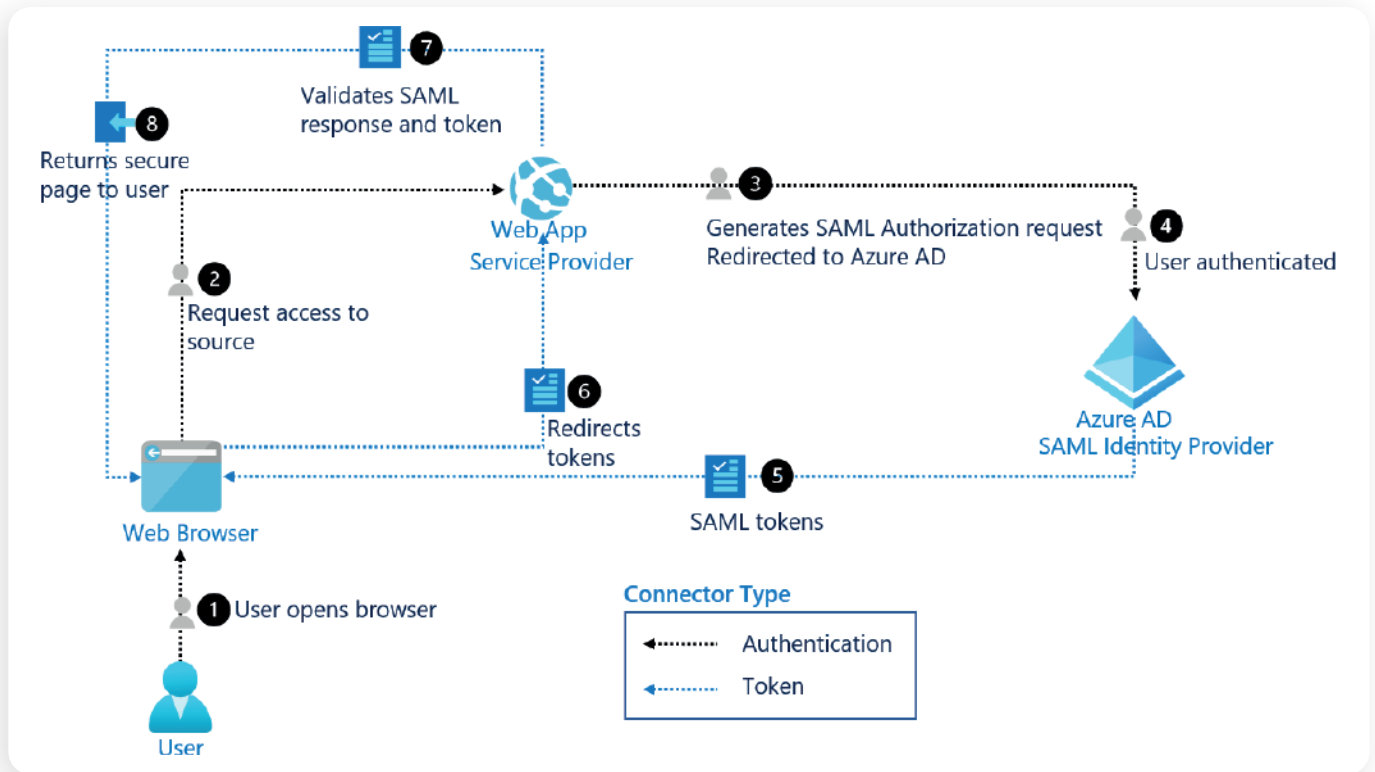 7
Validates SAML
response and token
8
Returns secure
page to user
3
Generates SAML Authorization request
Redirected to Azure AD
4
User authenticated
Web App
Service Provider
2
Request access to
source
6
Redirects
tokens
Azure AD
SAML Identity Provider
5
SAML tokens
Web Browser
1
User opens browser
User
Connector Type
Authentication
Token